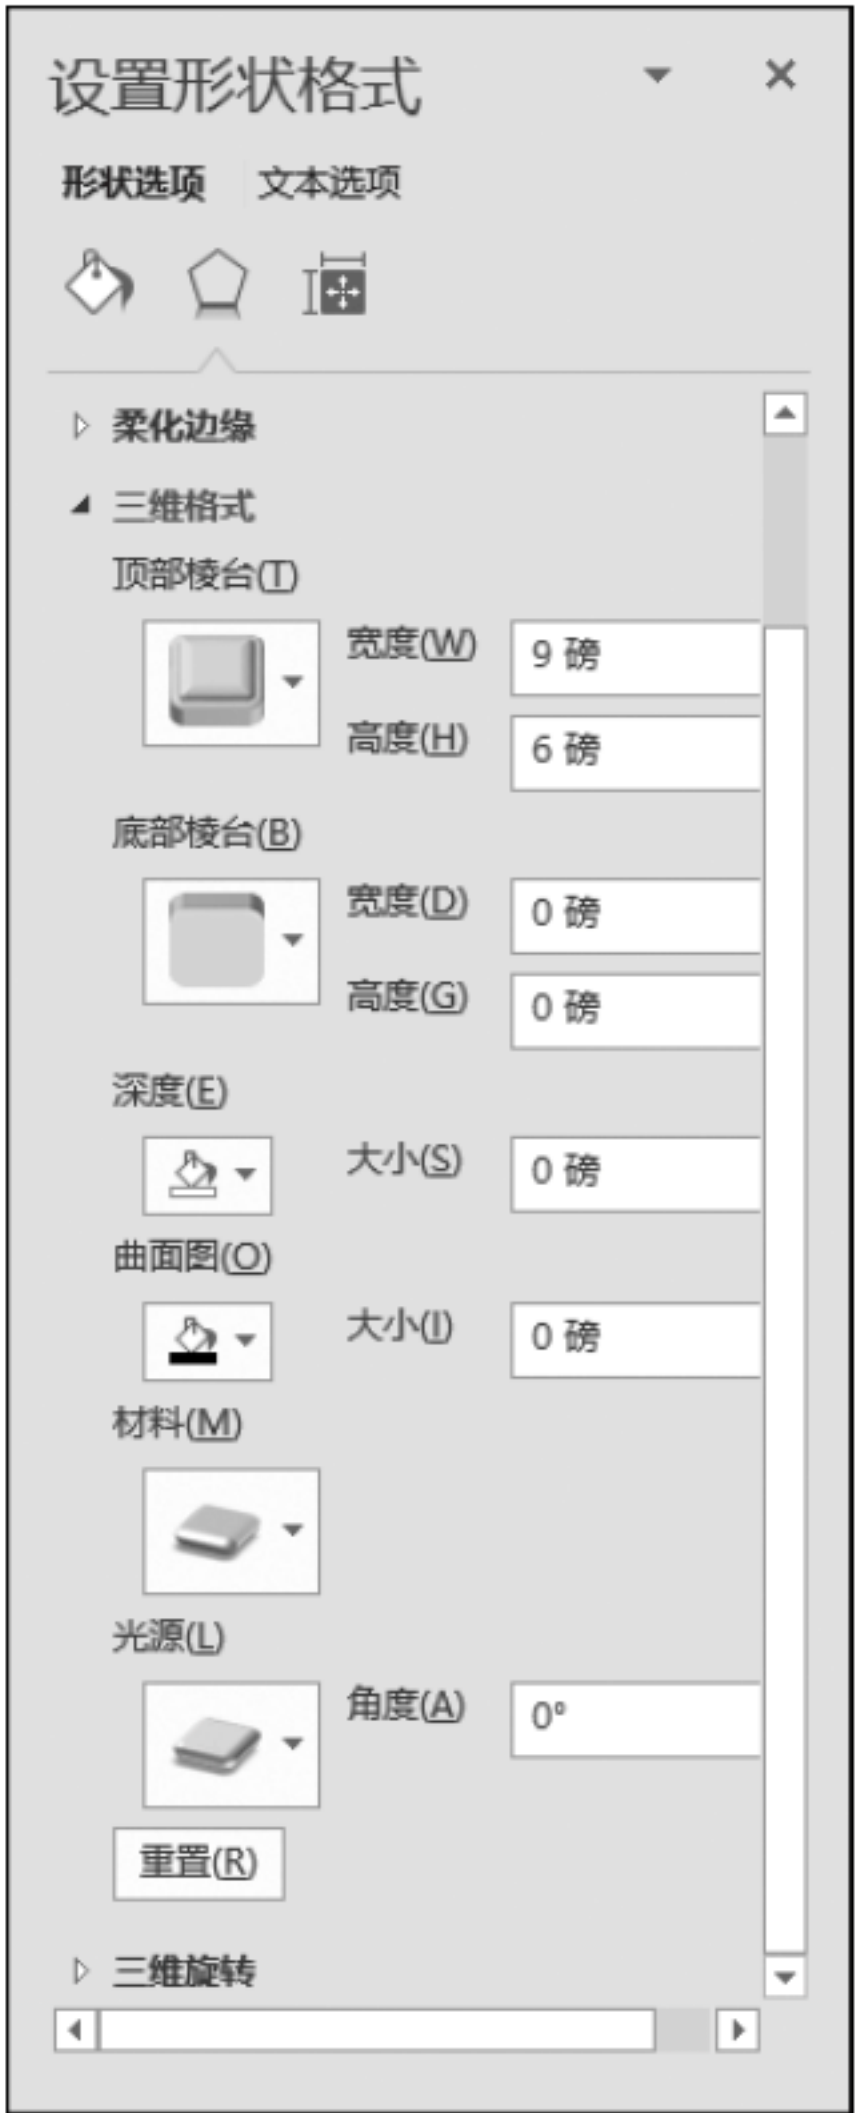 设置形状格式
形状选项 文本选项
柔化边缘
三维格式
顶部棱台(T)
宽度(W) 9 磅
高度(H) 6 磅
底部棱台(B)
宽度(D) 0 磅
高度(G) 0 磅
深度(E)
大小(S) 0 磅
曲面图(O)
大小(I) 0 磅
材料(M)
光源(L)
角度(A) 0°
重置(R)
三维旋转